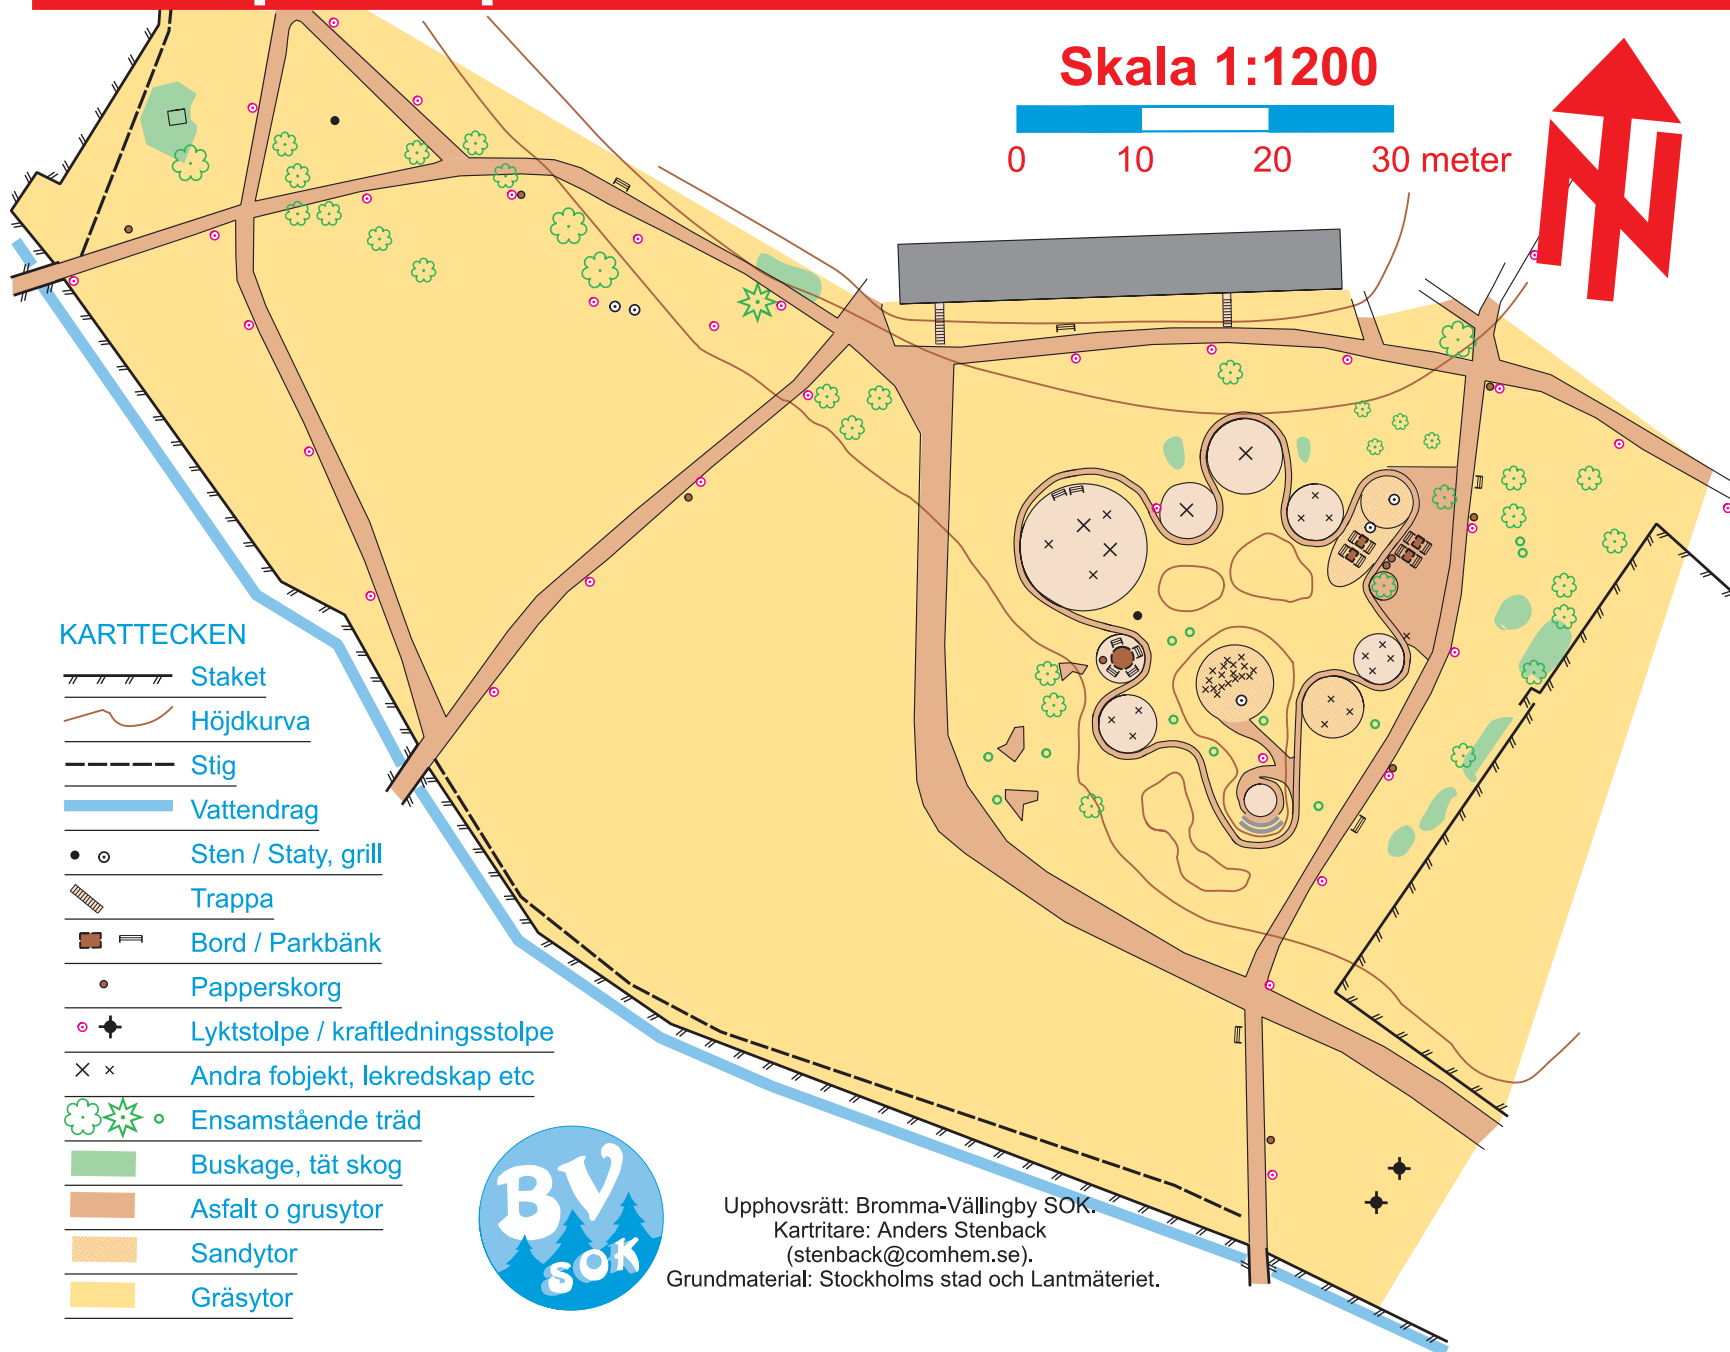 Skala 1:1200
0 10 20 30 meter
N
KARTTECKEN
Staket
Höjdkurva
Stig
Vattendrag
Sten / Staty, grill
Trappa
Bord / Parkbänk
Papperskorg
Lyktstolpe / kraftledningsstolpe
Andra fobjekt, lekredskap etc
Ensamstående träd
Buskage, tät skog
Asfalt o grusytor
Sandytor
Gräsytor
BV
SOK
Upphovsrätt: Bromma-Vällingby SOK.
Kartritare: Anders Stenback
(stenback@comhem.se).
Grundmaterial: Stockholms stad och Lantmäteriet.